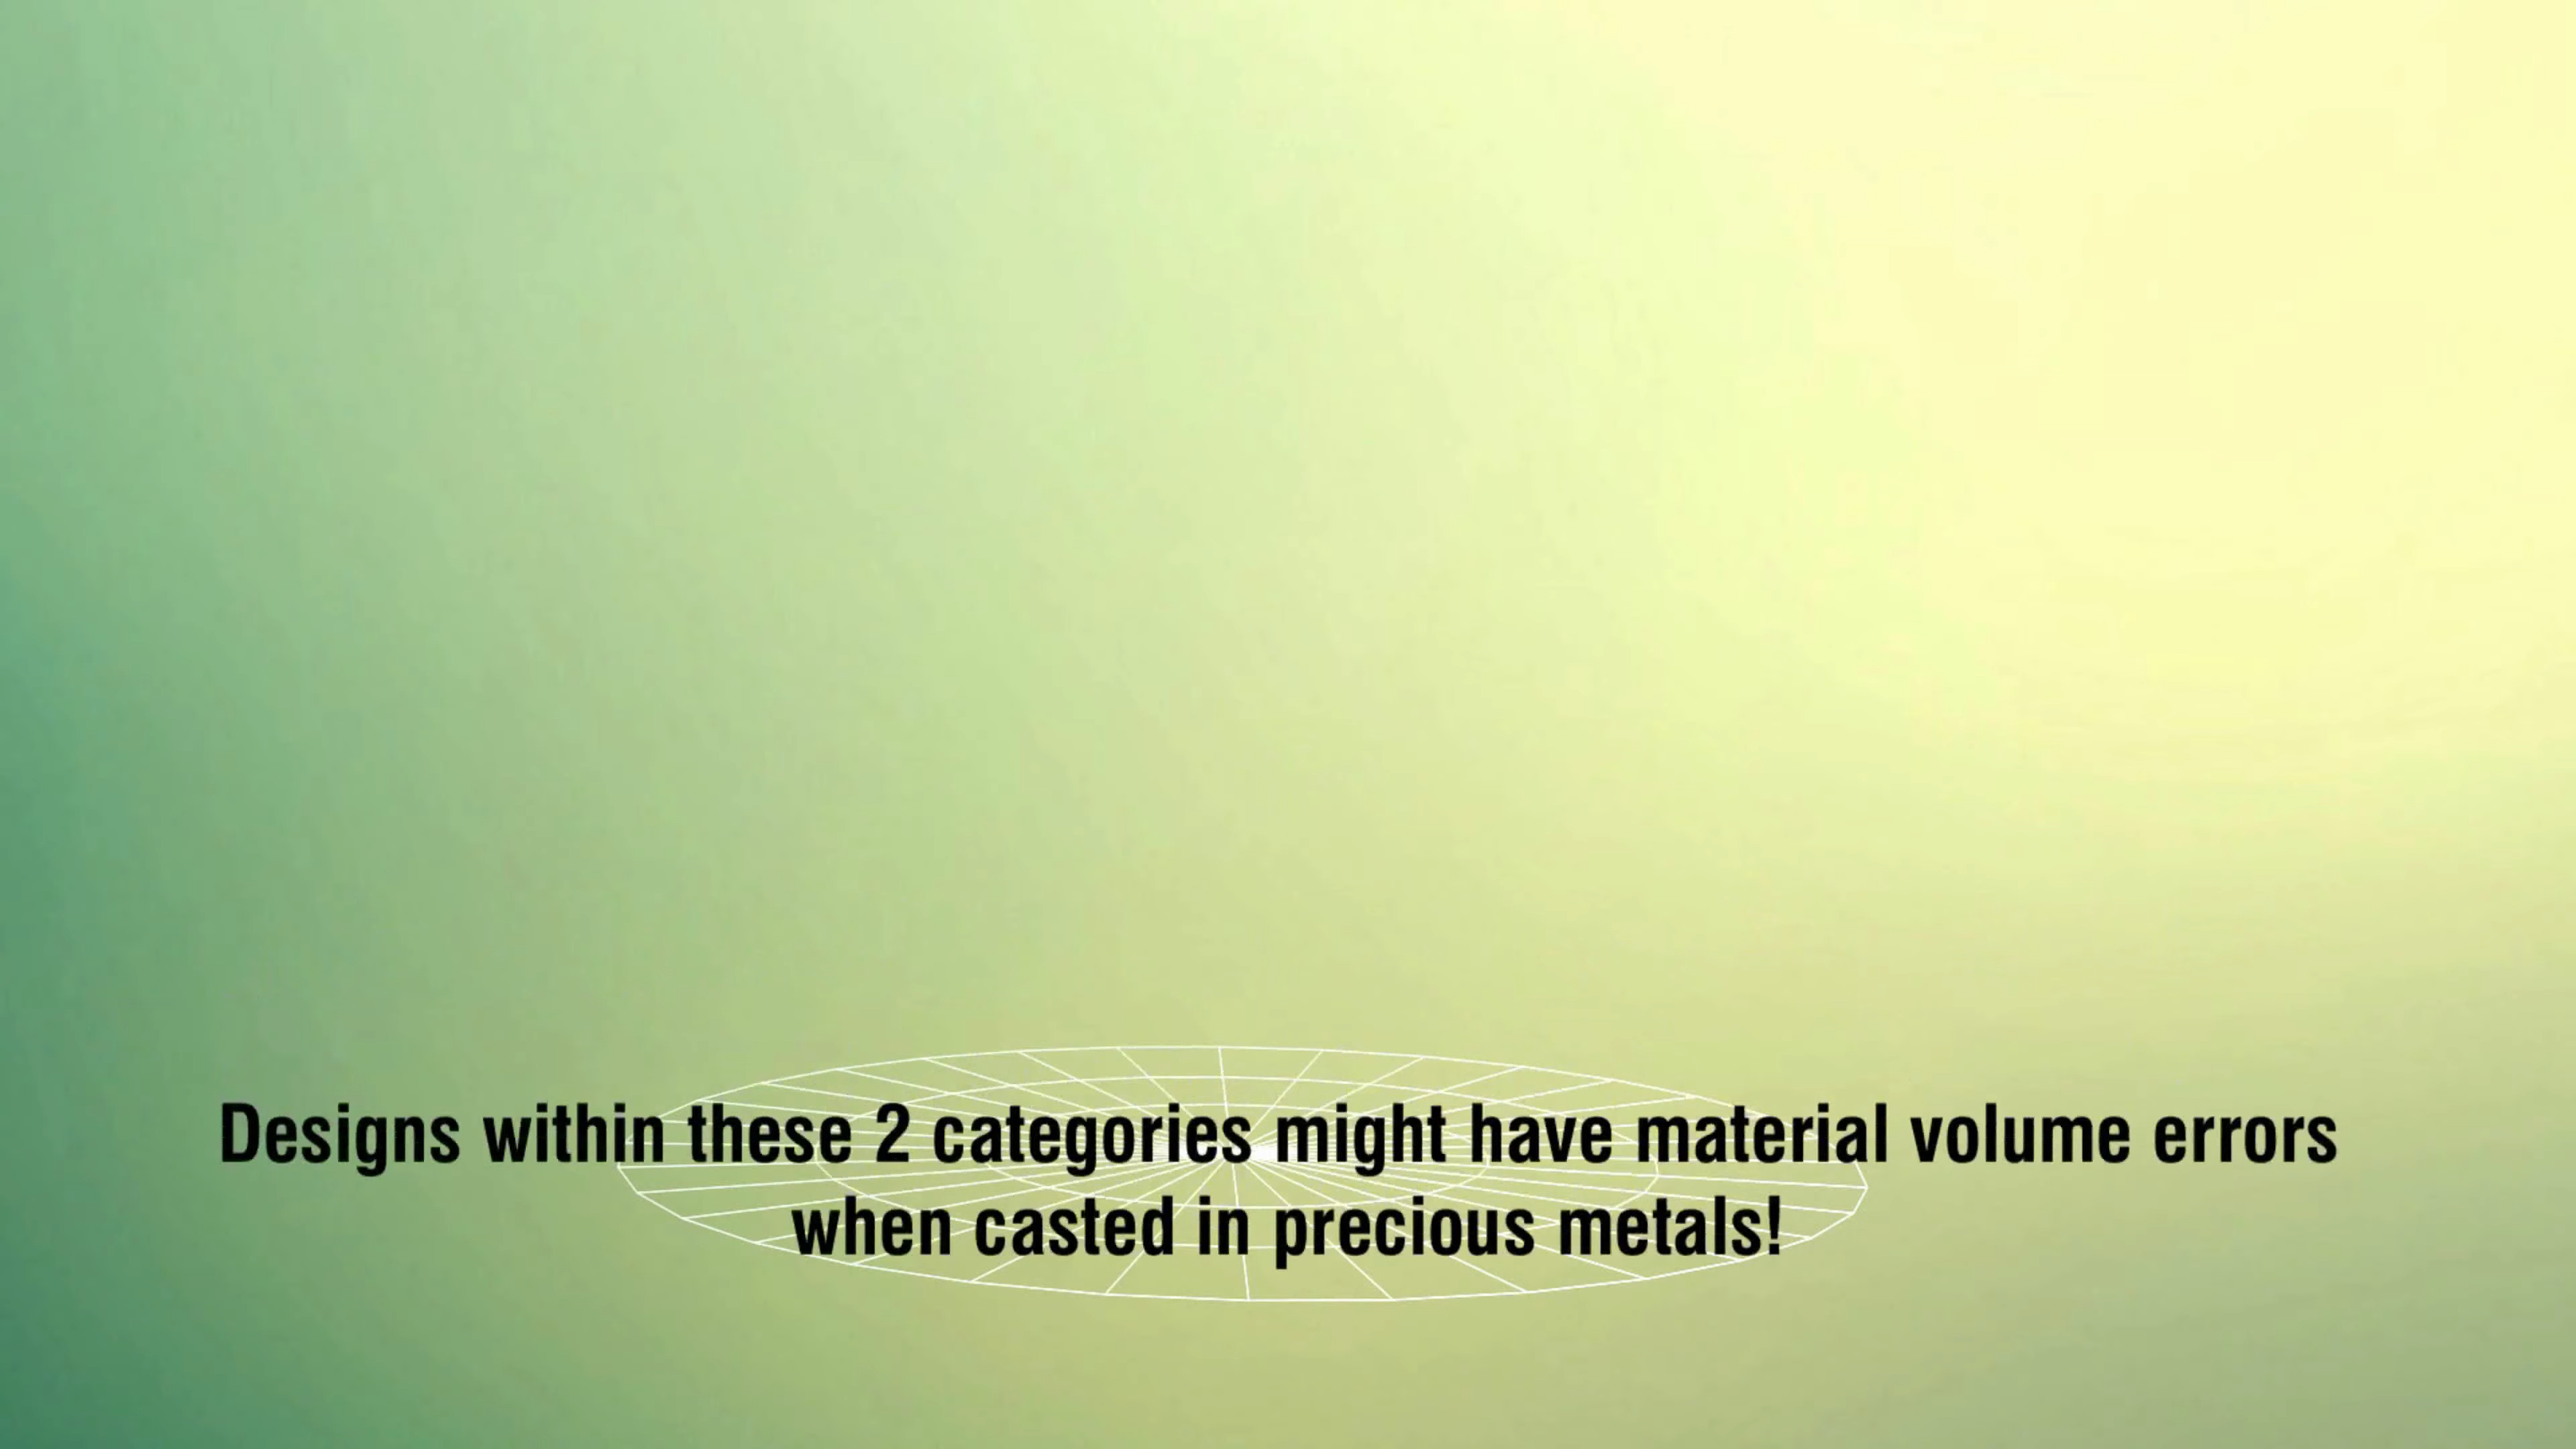 Designs within these 2 categories might have material volume errors
when casted in precious metals!